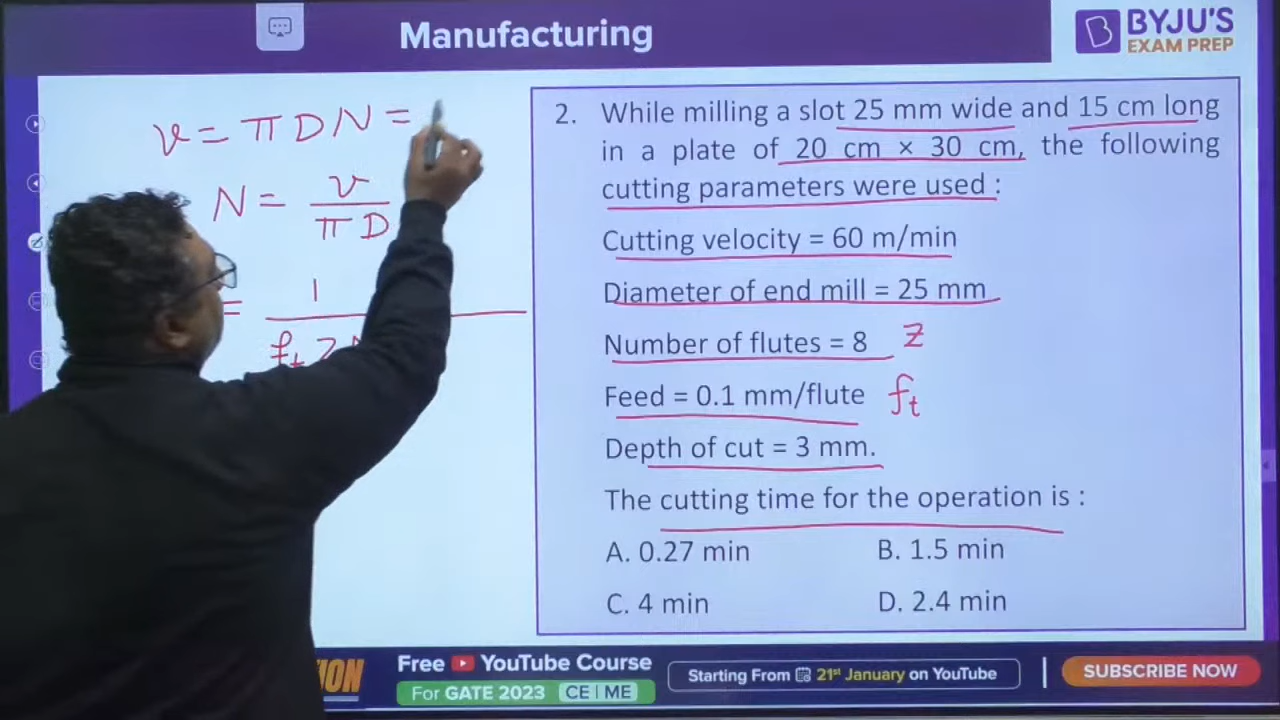 Manufacturing
BYJU'S
EXAM PREP
v = π D N =
N = v / π D
= 1 / f_t Z
2. While milling a slot 25 mm wide and 15 cm long
in a plate of 20 cm × 30 cm, the following
cutting parameters were used :
Cutting velocity = 60 m/min
Diameter of end mill = 25 mm
Number of flutes = 8 Z
Feed = 0.1 mm/flute f_t
Depth of cut = 3 mm.
The cutting time for the operation is :
A. 0.27 min B. 1.5 min
C. 4 min D. 2.4 min
Free YouTube Course
For GATE 2023 CE | ME
Starting From 21st January on YouTube
SUBSCRIBE NOW